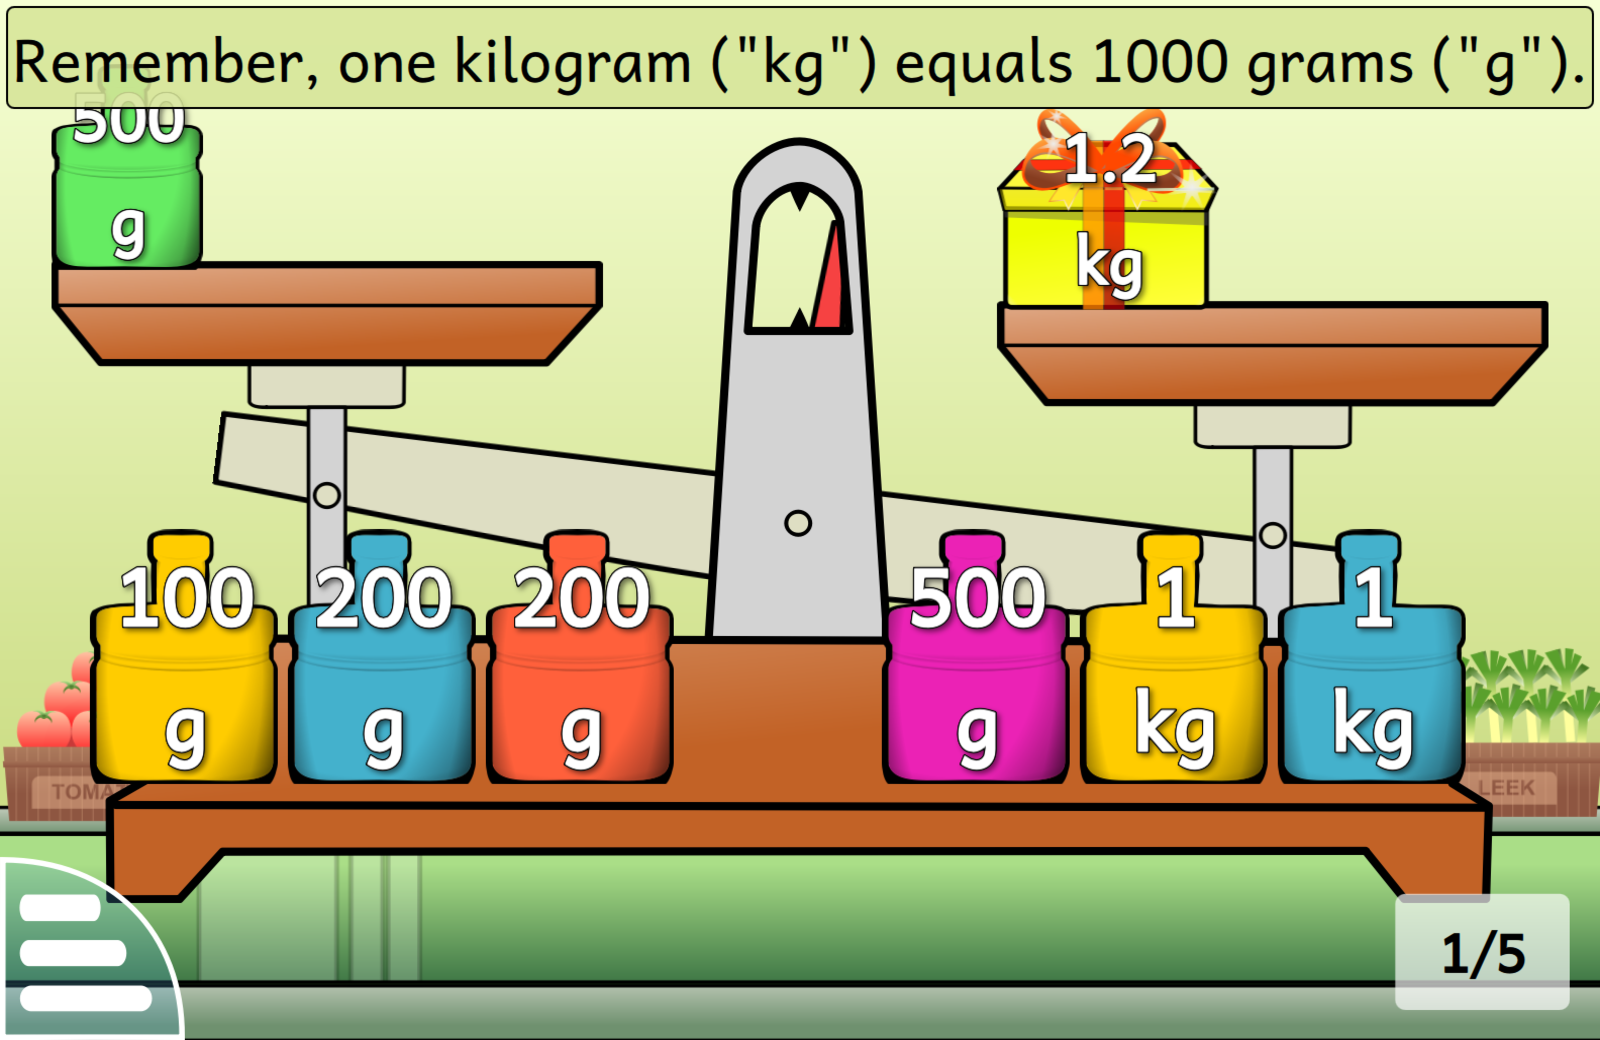 Remember, one kilogram ("kg") equals 1000 grams ("g").
500
g
1.2
kg
100
g
200
g
200
g
500
g
1
kg
1
kg
LEEK
1/5